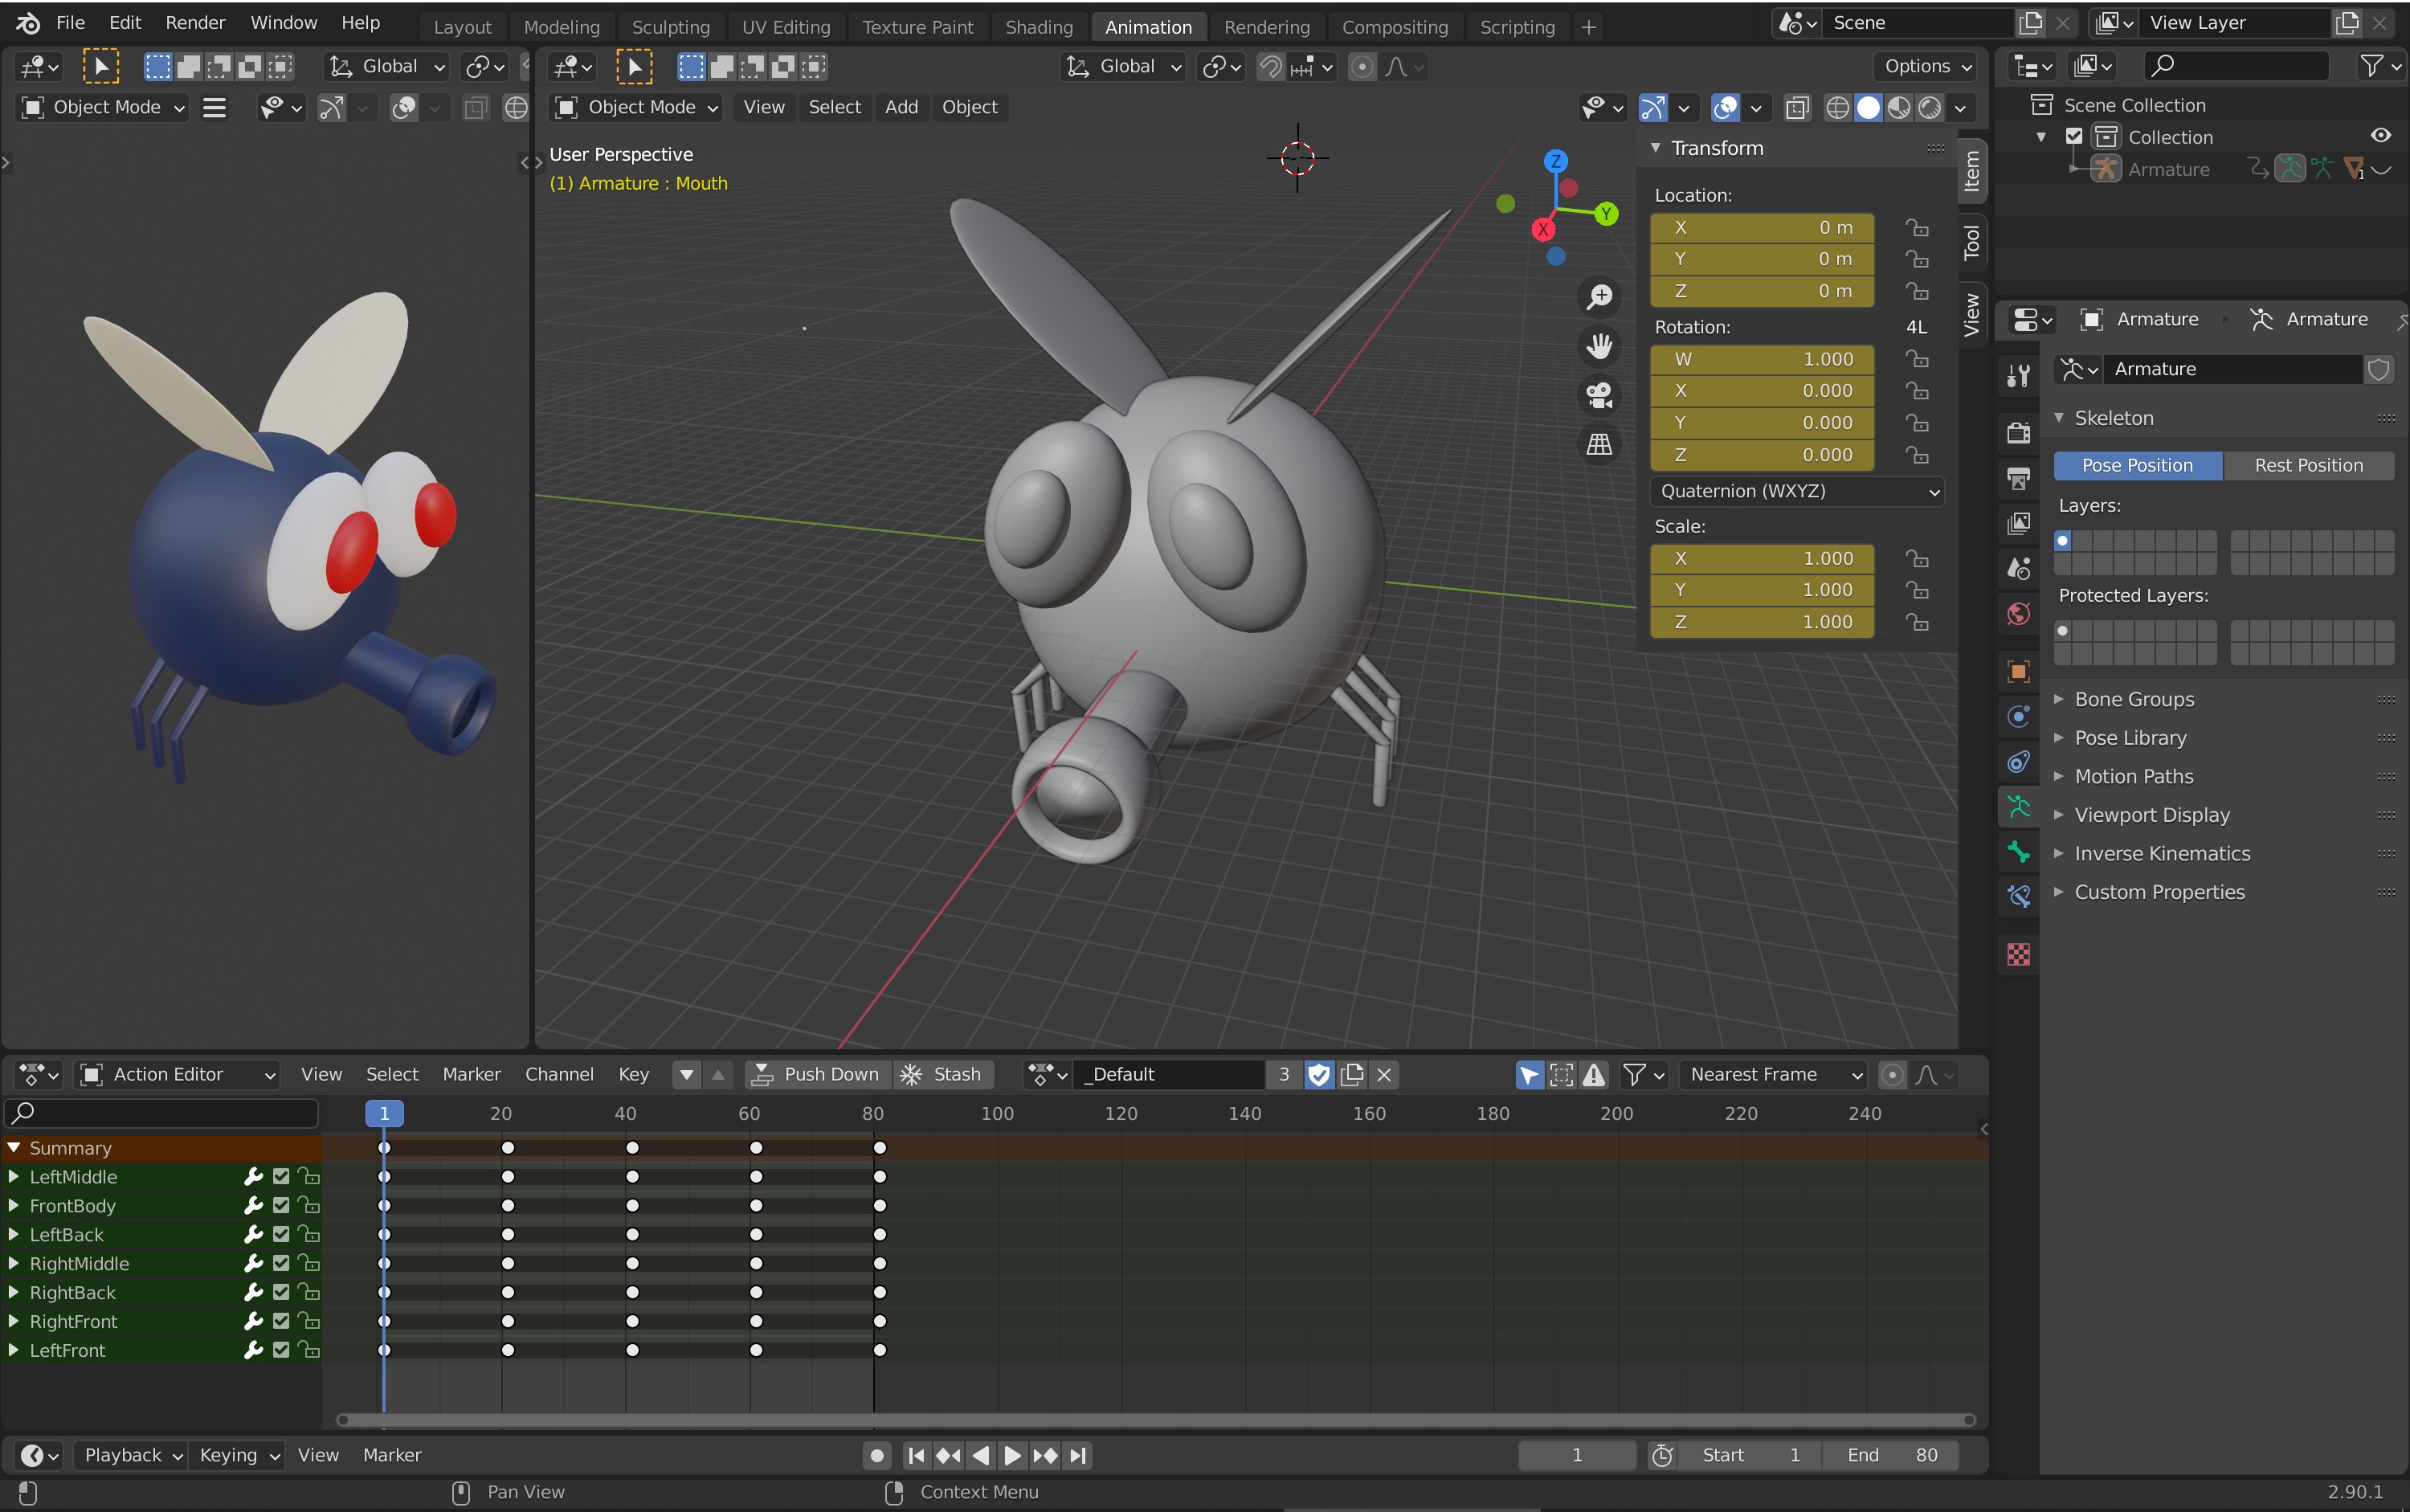 File Edit Render Window Help Layout Modeling Sculpting UV Editing Texture Paint Shading Animation Rendering Compositing Scripting + Scene View Layer
Global Global Options
Object Mode Object Mode View Select Add Object
User Perspective
(1) Armature : Mouth
Z
Y
X
Transform
Location:
X 0 m
Y 0 m
Z 0 m
Rotation: 4L
W 1.000
X 0.000
Y 0.000
Z 0.000
Quaternion (WXYZ)
Scale:
X 1.000
Y 1.000
Z 1.000
Item
Tool
View
Scene Collection
Collection
Armature 1
Armature Armature
Armature
Skeleton
Pose Position Rest Position
Layers:
Protected Layers:
Bone Groups
Pose Library
Motion Paths
Viewport Display
Inverse Kinematics
Custom Properties
Action Editor View Select Marker Channel Key Push Down Stash _Default 3 Nearest Frame
1 20 40 60 80 100 120 140 160 180 200 220 240
Summary
LeftMiddle
FrontBody
LeftBack
RightMiddle
RightBack
RightFront
LeftFront
Playback Keying View Marker 1 Start 1 End 80
Pan View Context Menu 2.90.1